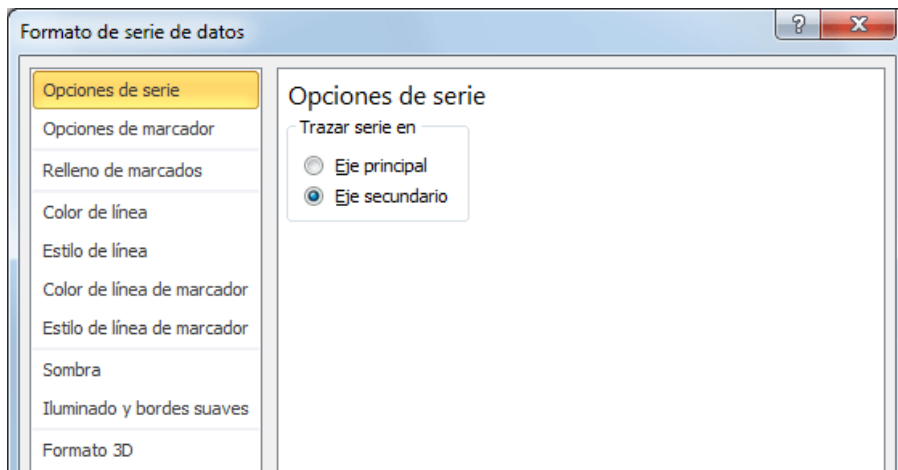 Formato de serie de datos
Opciones de serie
Opciones de marcador
Relleno de marcados
Color de línea
Estilo de línea
Color de línea de marcador
Estilo de línea de marcador
Sombra
Iluminado y bordes suaves
Formato 3D
Opciones de serie
Trazar serie en
Eje principal
Eje secundario